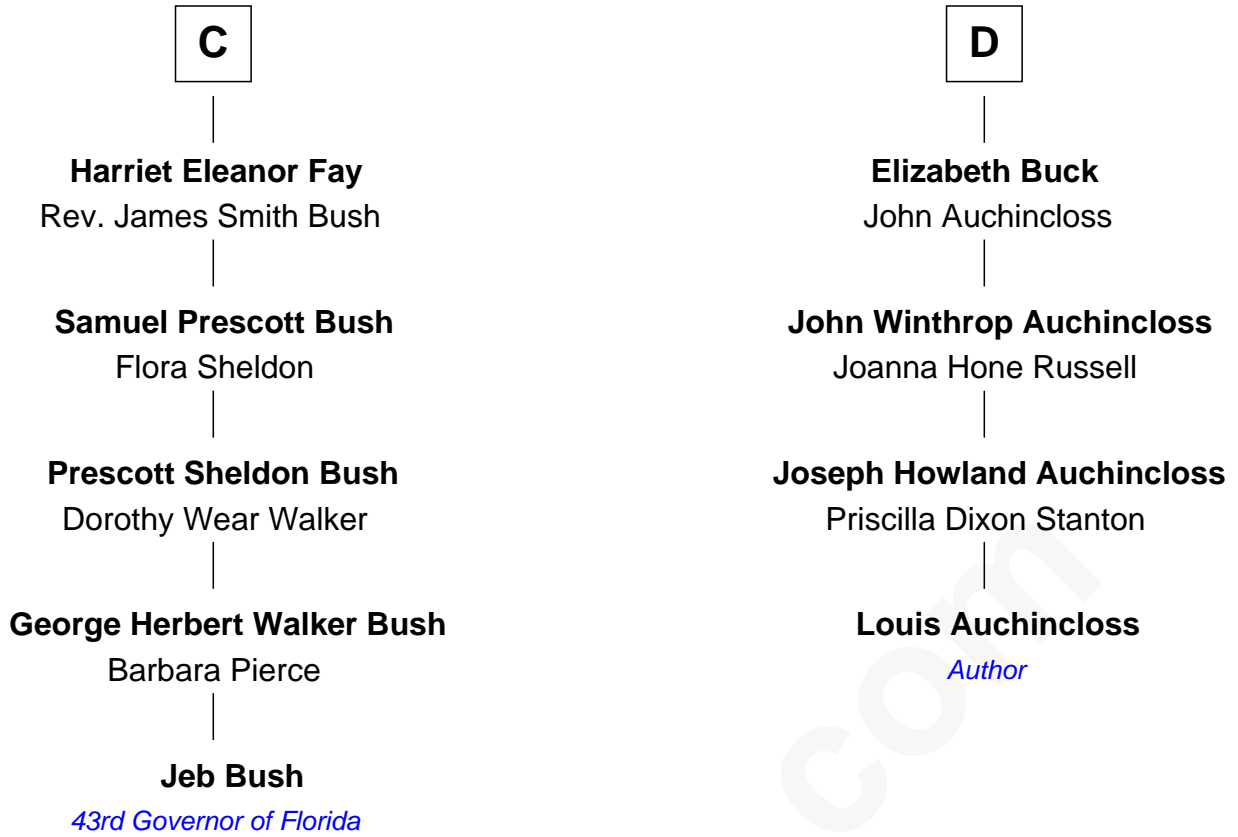 C
Harriet Eleanor Fay
Rev. James Smith Bush
Samuel Prescott Bush
Flora Sheldon
Prescott Sheldon Bush
Dorothy Wear Walker
George Herbert Walker Bush
Barbara Pierce
Jeb Bush
43rd Governor of Florida
D
Elizabeth Buck
John Auchincloss
John Winthrop Auchincloss
Joanna Hone Russell
Joseph Howland Auchincloss
Priscilla Dixon Stanton
Louis Auchincloss
Author
com